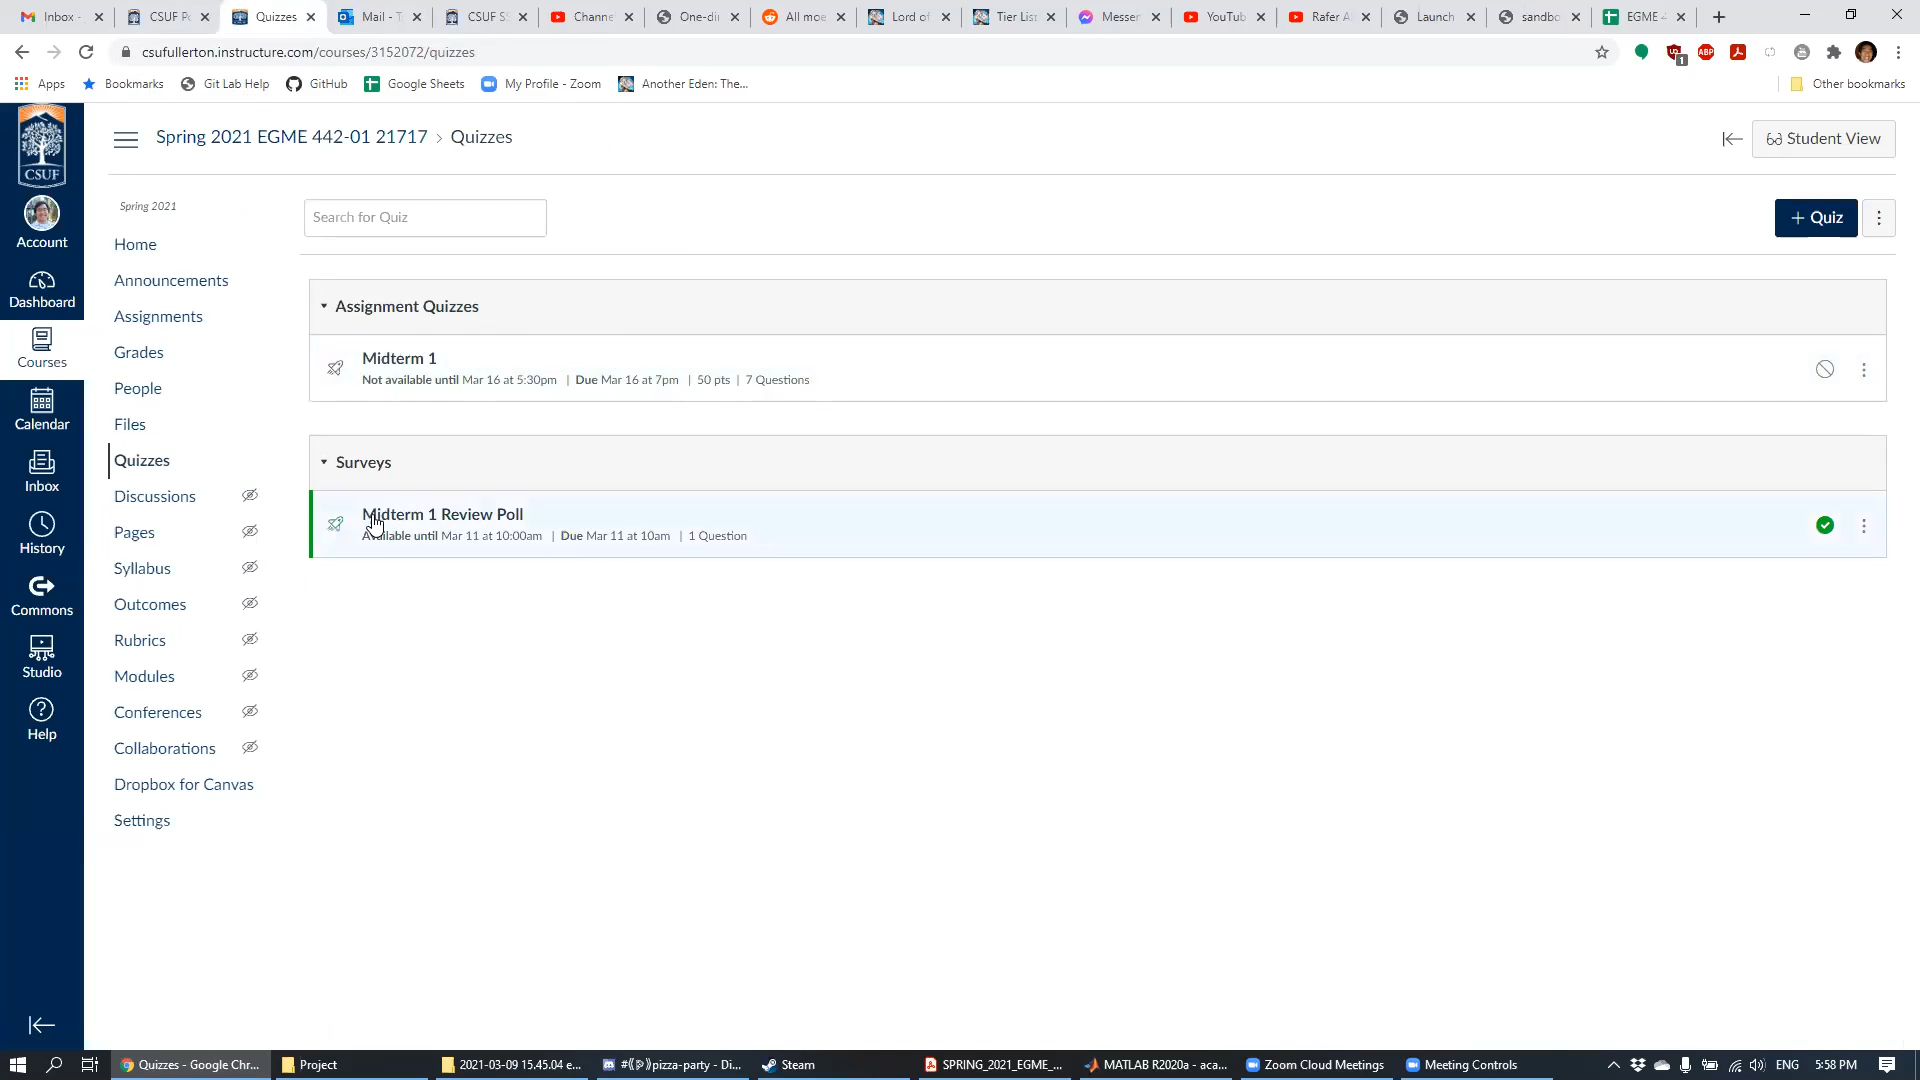 Inbox -
CSUF Po
Quizzes
Mail - T
CSUF S
Channe
One-di
All moe
Lord of
Tier List
Messen
YouTub
Rafer A
Launch
sandbo
EGME 4
csufullerton.instructure.com/courses/3152072/quizzes
ABP
1
Apps
Bookmarks
Git Lab Help
GitHub
Google Sheets
My Profile - Zoom
Another Eden: The...
Other bookmarks
CSUF
Account
Dashboard
Courses
Calendar
Inbox
History
Commons
Studio
Help
Spring 2021 EGME 442-01 21717 › Quizzes
Student View
Spring 2021
Home
Announcements
Assignments
Grades
People
Files
Quizzes
Discussions
Pages
Syllabus
Outcomes
Rubrics
Modules
Conferences
Collaborations
Dropbox for Canvas
Settings
Search for Quiz
+ Quiz
Assignment Quizzes
Midterm 1
Not available until Mar 16 at 5:30pm | Due Mar 16 at 7pm | 50 pts | 7 Questions
Surveys
Midterm 1 Review Poll
Available until Mar 11 at 10:00am | Due Mar 11 at 10am | 1 Question
Quizzes - Google Chr...
Project
2021-03-09 15.45.04 e...
pizza-party - Di...
Steam
SPRING_2021_EGME_...
MATLAB R2020a - aca...
Zoom Cloud Meetings
Meeting Controls
ENG
5:58 PM